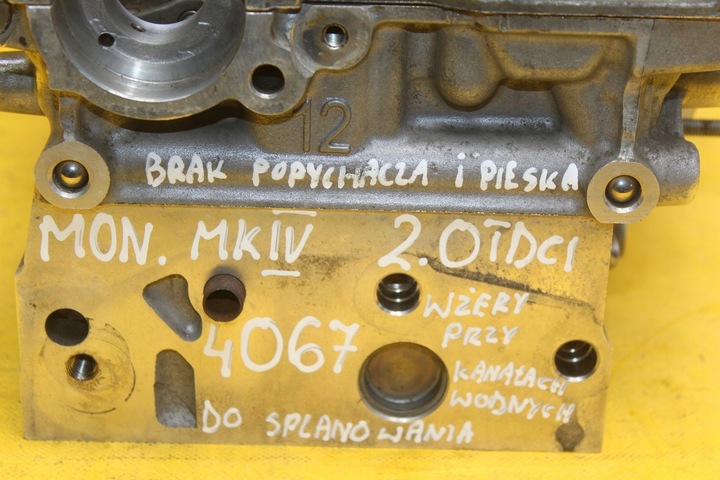 12
BRAK POPYCHACZA i PIESKA
MON. MKIV 2.0TDCI
WŻERY
PRZY
4067
KANAŁACH
WODNYCH
DO SPLANOWANIA